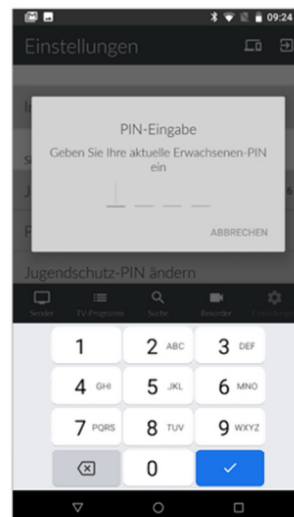 09:24
Einstellungen
PIN-Eingabe
Geben Sie Ihre aktuelle Erwachsenen-PIN
ein
ABBRECHEN
Jugendschutz-PIN ändern
Sender TV-Programm Suche Rekorder Einstellungen
1 2 ABC 3 DEF
4 GHI 5 JKL 6 MNO
7 PQRS 8 TUV 9 WXYZ
0